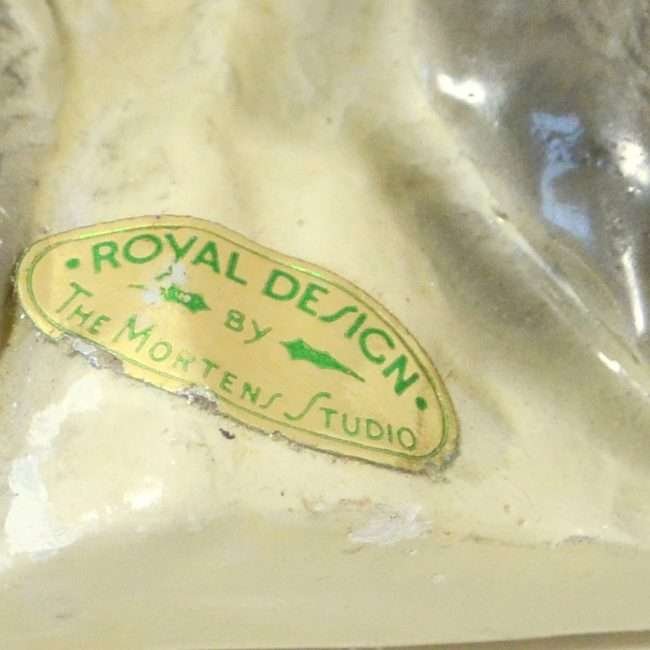 • ROYAL DESIGN •
BY
THE MORTENS STUDIO